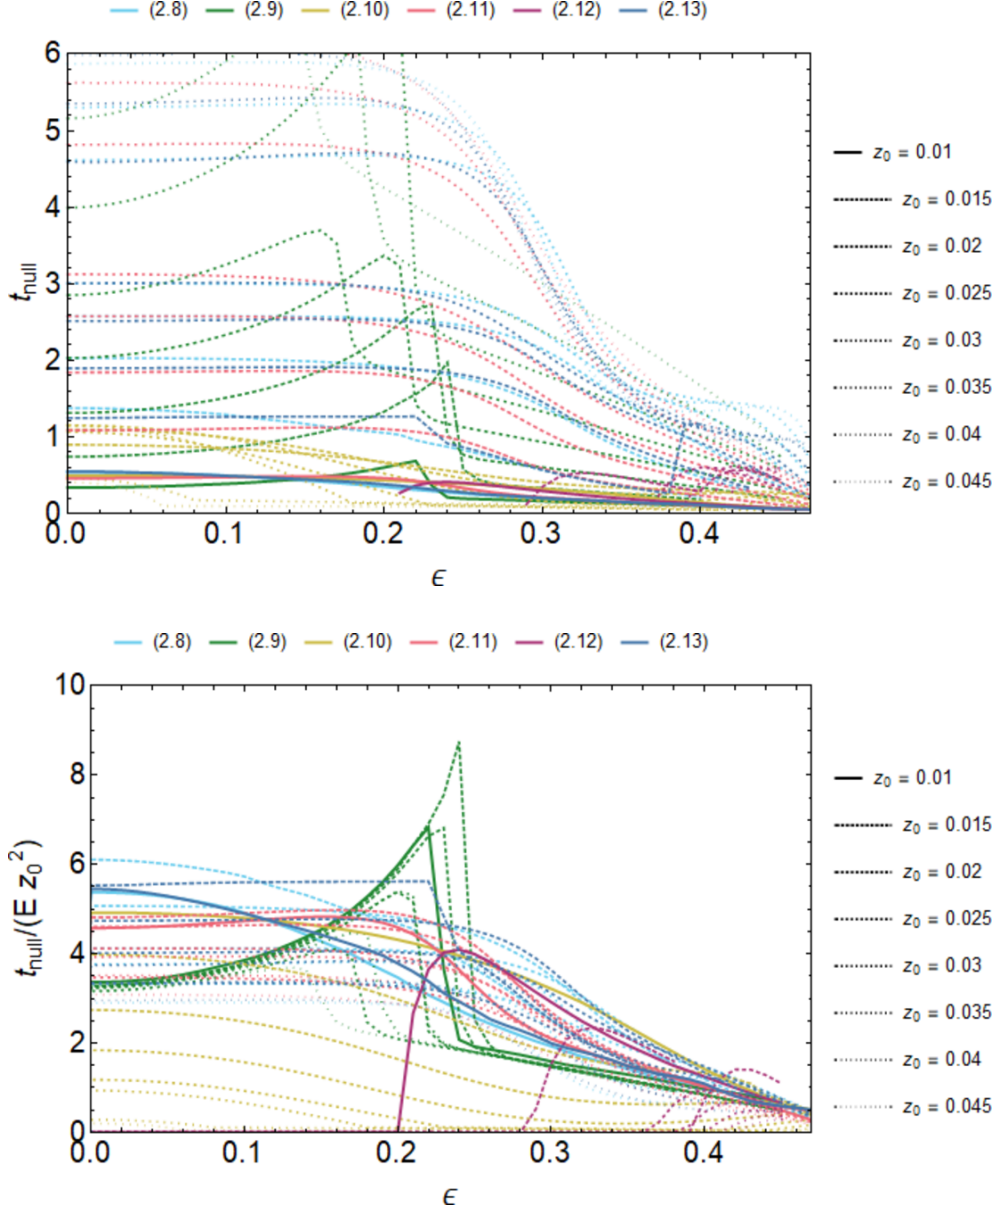 (2.8) (2.9) (2.10) (2.11) (2.12) (2.13)
6
5
4
3
2
1
0
t_null
0.0 0.1 0.2 0.3 0.4
ϵ
z₀ = 0.01
z₀ = 0.015
z₀ = 0.02
z₀ = 0.025
z₀ = 0.03
z₀ = 0.035
z₀ = 0.04
z₀ = 0.045
(2.8) (2.9) (2.10) (2.11) (2.12) (2.13)
10
8
6
4
2
0
t_null/(E z₀²)
0.0 0.1 0.2 0.3 0.4
ϵ
z₀ = 0.01
z₀ = 0.015
z₀ = 0.02
z₀ = 0.025
z₀ = 0.03
z₀ = 0.035
z₀ = 0.04
z₀ = 0.045